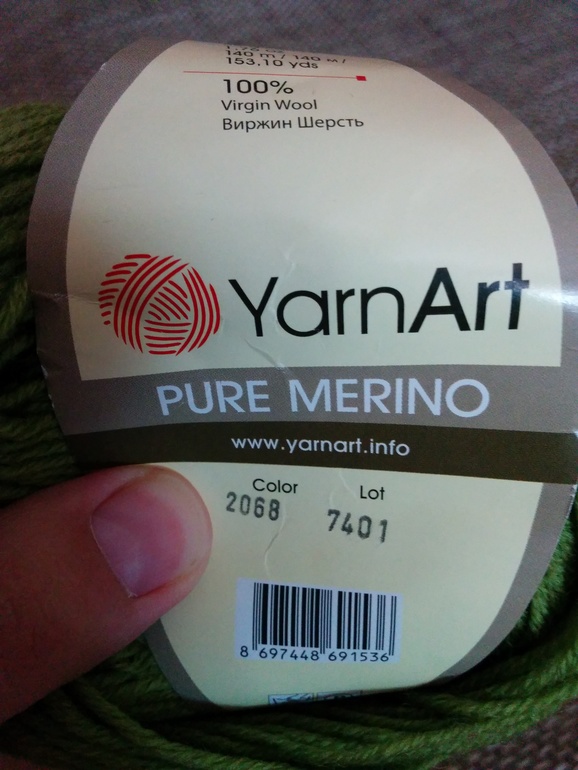 140 m / 140 м /
153.10 yds
100%
Virgin Wool
Виржин Шерсть
YarnArt
PURE MERINO
www.yarnart.info
Color Lot
2068 7401
8 697448 691536